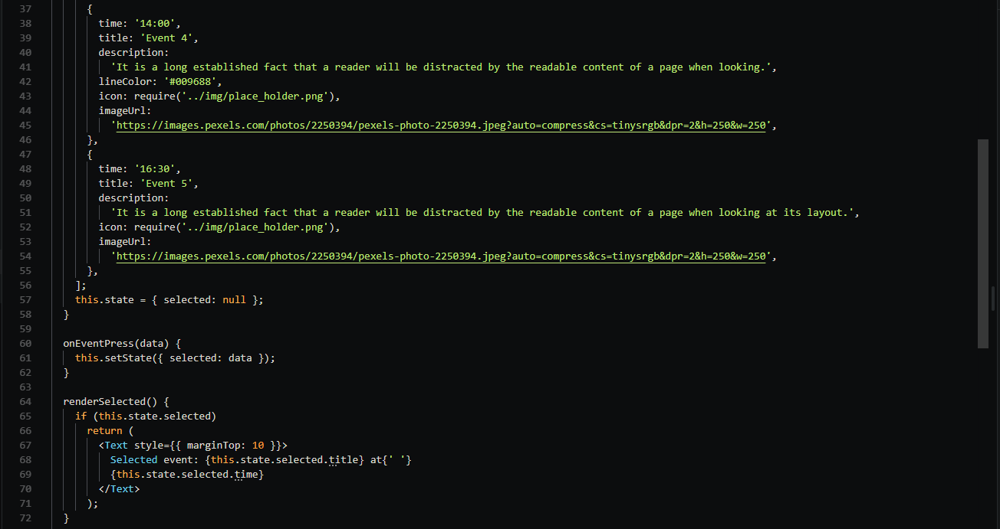 37 {
38 time: '14:00',
39 title: 'Event 4',
40 description:
41 'It is a long established fact that a reader will be distracted by the readable content of a page when looking.',
42 lineColor: '#009688',
43 icon: require('../img/place_holder.png'),
44 imageUrl:
45 'https://images.pexels.com/photos/2250394/pexels-photo-2250394.jpeg?auto=compress&cs=tinysrgb&dpr=2&h=250&w=250',
46 },
47 {
48 time: '16:30',
49 title: 'Event 5',
50 description:
51 'It is a long established fact that a reader will be distracted by the readable content of a page when looking at its layout.',
52 icon: require('../img/place_holder.png'),
53 imageUrl:
54 'https://images.pexels.com/photos/2250394/pexels-photo-2250394.jpeg?auto=compress&cs=tinysrgb&dpr=2&h=250&w=250',
55 },
56 ];
57 this.state = { selected: null };
58 }
59
60 onEventPress(data) {
61 this.setState({ selected: data });
62 }
63
64 renderSelected() {
65 if (this.state.selected)
66 return (
67 <Text style={{ marginTop: 10 }}>
68 Selected event: {this.state.selected.title} at{' '}
69 {this.state.selected.time}
70 </Text>
71 );
72 }